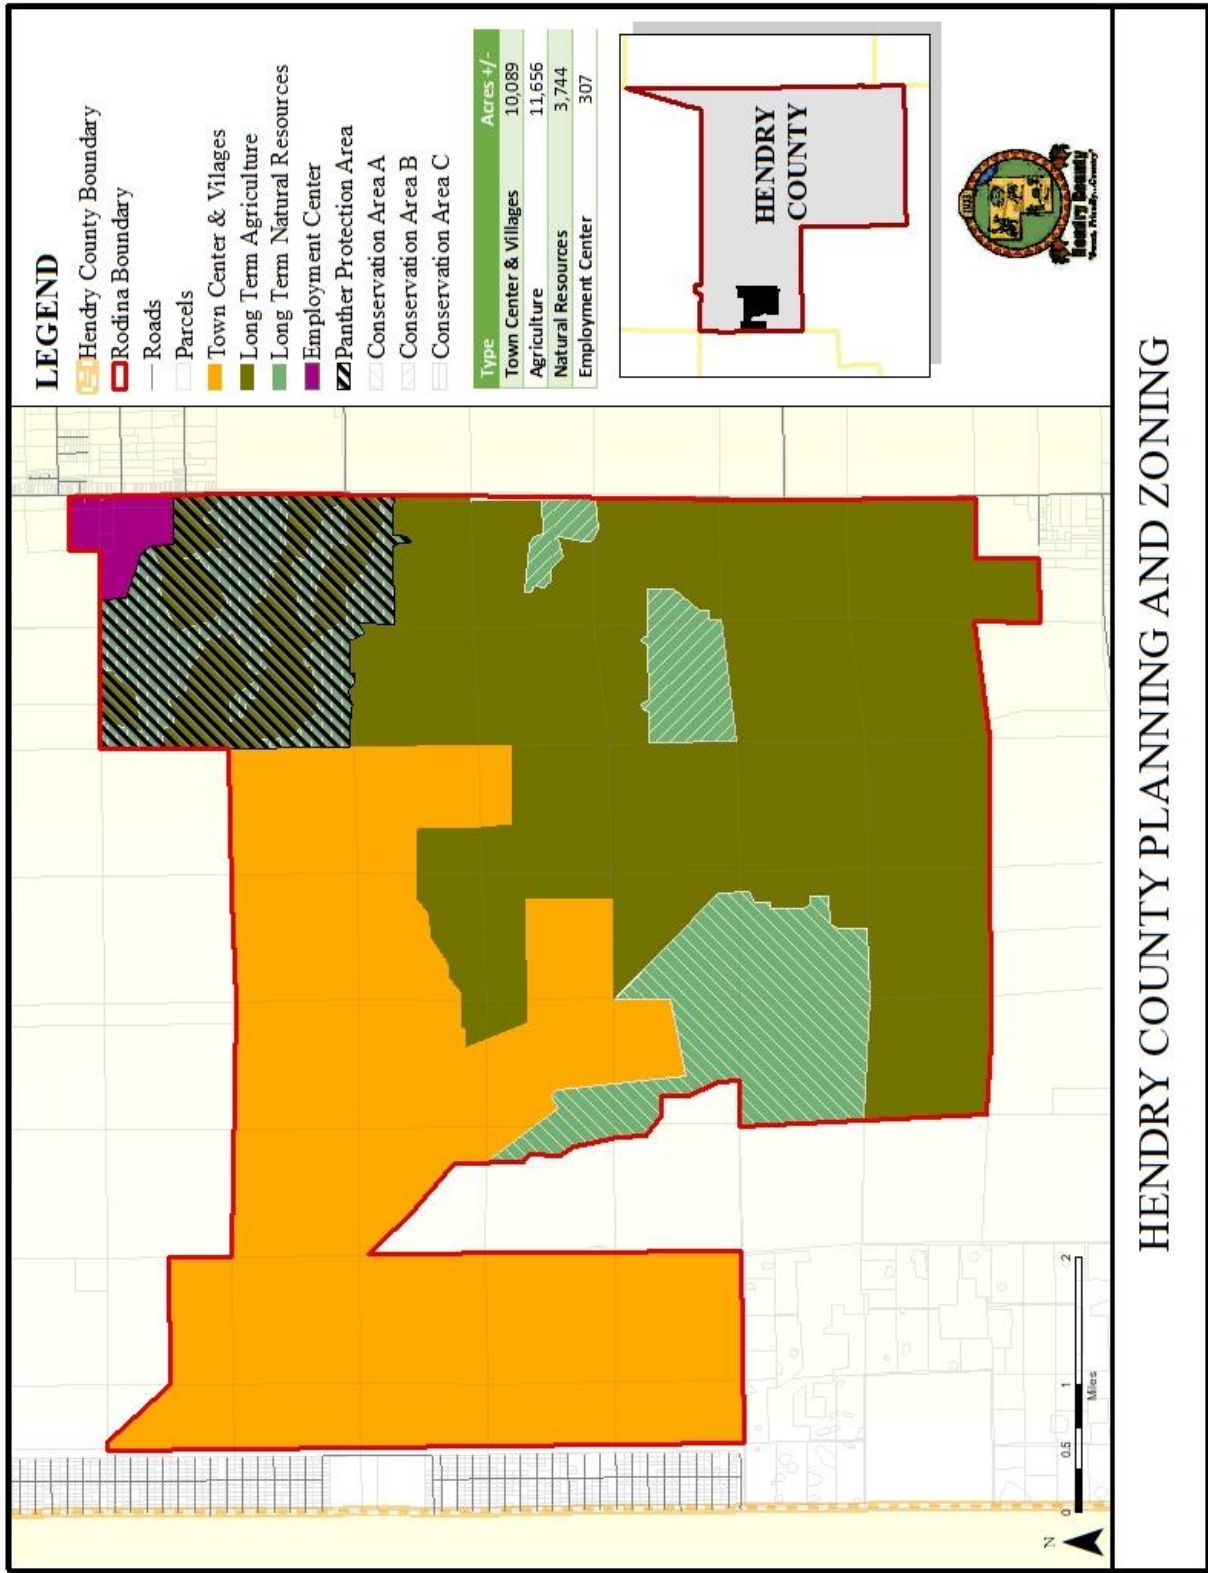 LEGEND
Hendry County Boundary
Rodina Boundary
Roads
Parcels
Town Center & Vilages
Long Term Agriculture
Long Term Natural Resources
Employment Center
Panther Protection Area
Conservation Area A
Conservation Area B
Conservation Area C
Type Acres +/-
Town Center & Villages 10,089
Agriculture 11,656
Natural Resources 3,744
Employment Center 307
HENDRY
COUNTY
1923
Hendry County
N
0 0.5 1 2
Miles
HENDRY COUNTY PLANNING AND ZONING